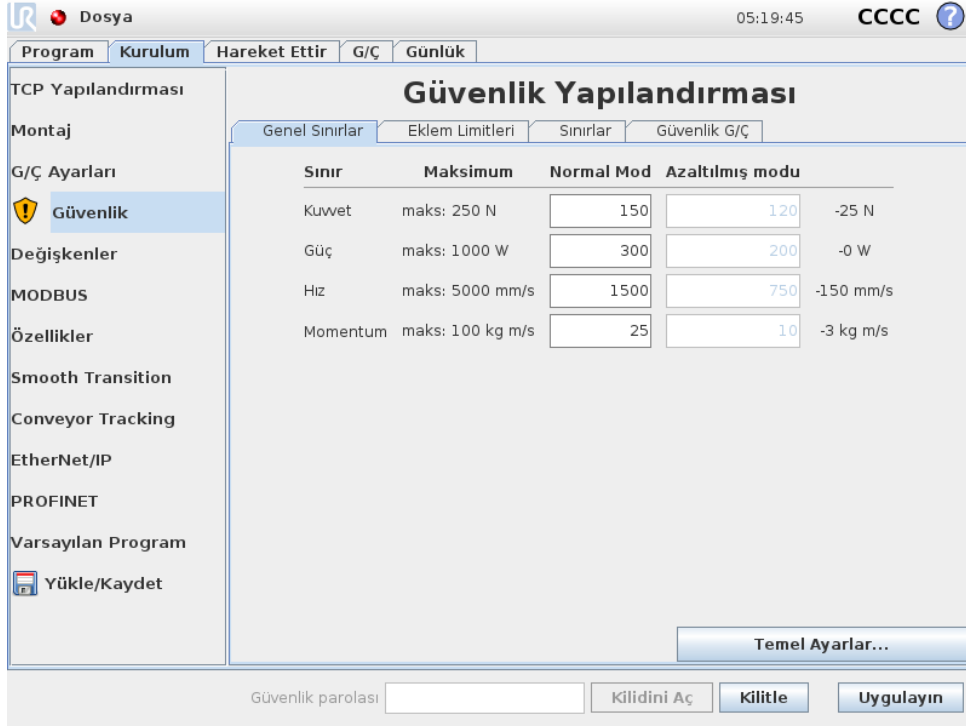 UR Dosya 05:19:45 CCCC ?
Program Kurulum Hareket Ettir G/Ç Günlük
TCP Yapılandırması
Montaj
G/Ç Ayarları
Güvenlik
Değişkenler
MODBUS
Özellikler
Smooth Transition
Conveyor Tracking
EtherNet/IP
PROFINET
Varsayılan Program
Yükle/Kaydet
Güvenlik Yapılandırması
Genel Sınırlar Eklem Limitleri Sınırlar Güvenlik G/Ç
Sınır Maksimum Normal Mod Azaltılmış modu
Kuvvet maks: 250 N 150 120 -25 N
Güç maks: 1000 W 300 200 -0 W
Hız maks: 5000 mm/s 1500 750 -150 mm/s
Momentum maks: 100 kg m/s 25 10 -3 kg m/s
Temel Ayarlar...
Güvenlik parolası Kilidini Aç Kilitle Uygulayın